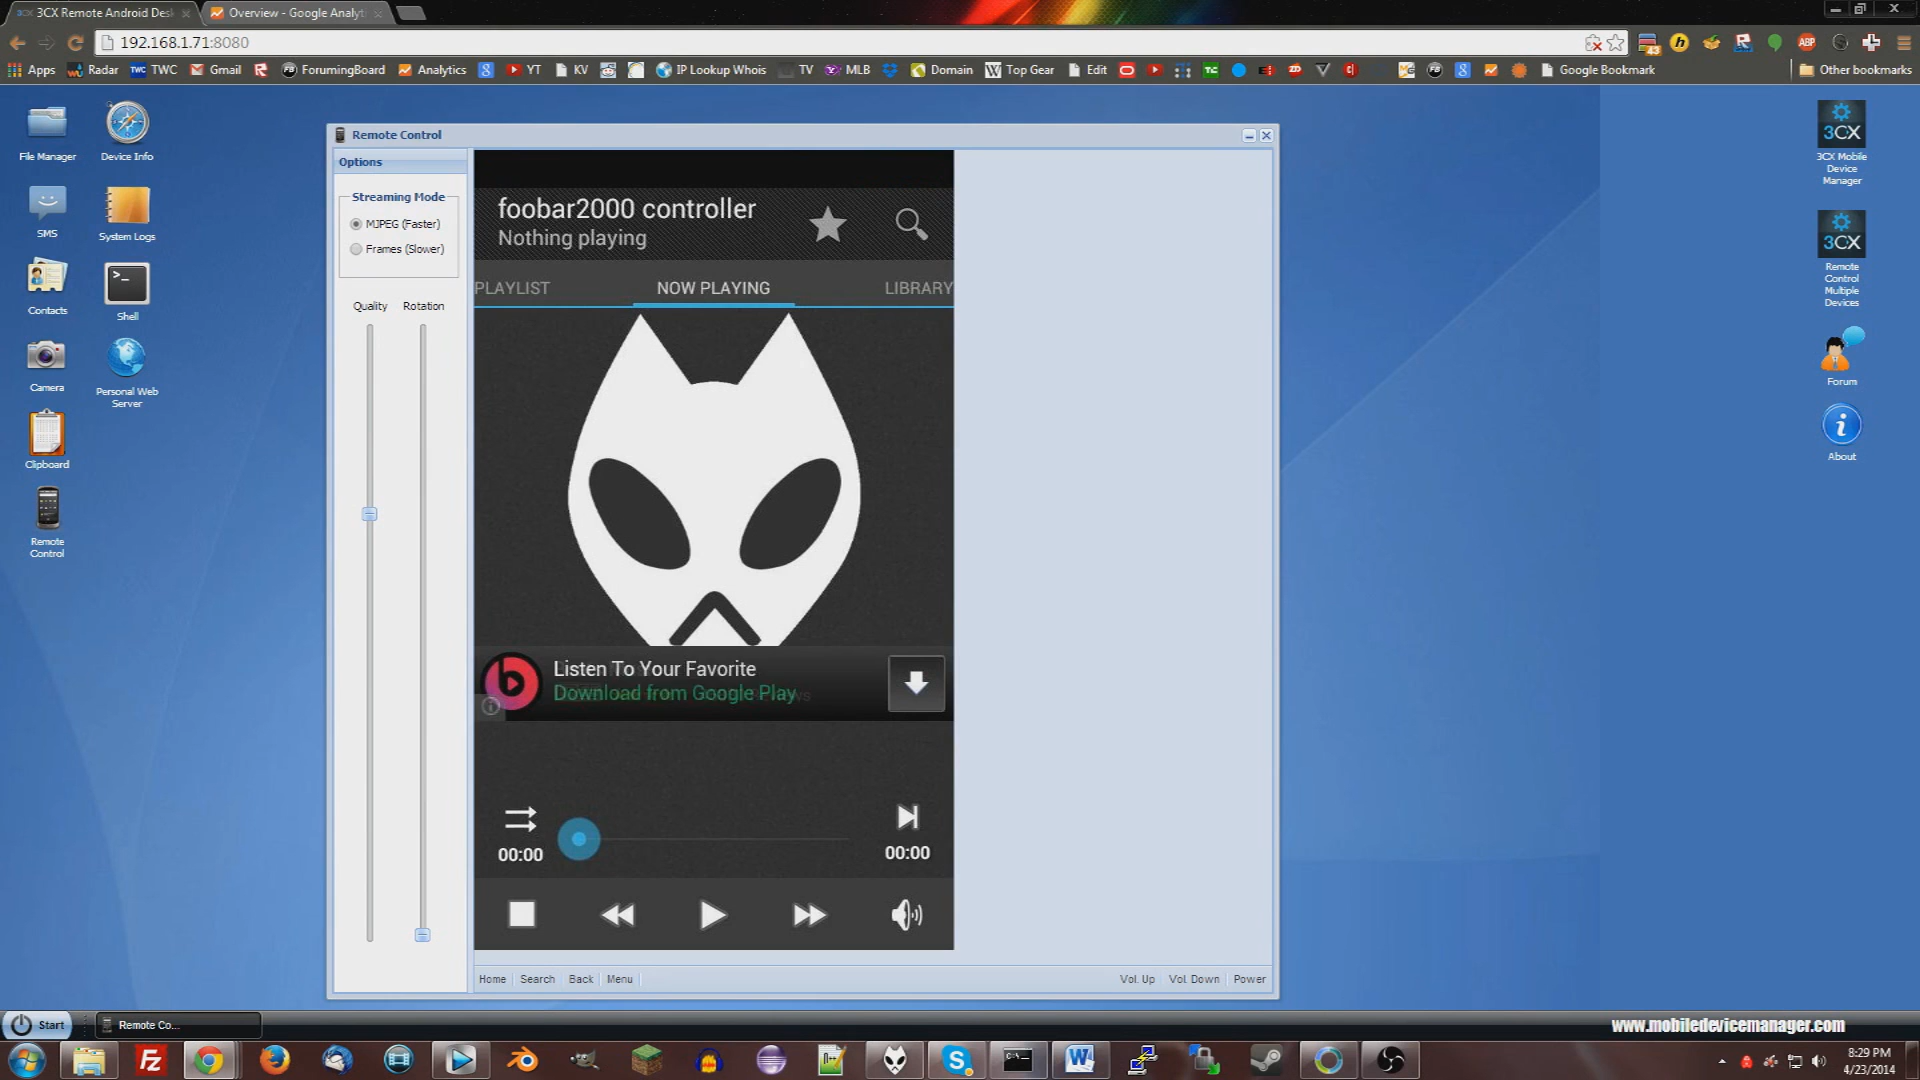 3CX Remote Android Desk
Overview - Google Analyt
192.168.1.71:8080
43
ABP
Apps
Radar
TWC
Gmail
ForumingBoard
Analytics
YT
KV
IP Lookup Whois
TV
MLB
Domain
Top Gear
Edit
Google Bookmark
Other bookmarks
File Manager
Device Info
SMS
System Logs
Contacts
Shell
Camera
Personal Web
Server
Clipboard
Remote
Control
Remote Control
Options
Streaming Mode
MJPEG (Faster)
Frames (Slower)
Quality
Rotation
foobar2000 controller
Nothing playing
PLAYLIST
NOW PLAYING
LIBRARY
Listen To Your Favorite
Download from Google Play
00:00
00:00
Home
Search
Back
Menu
Vol. Up
Vol. Down
Power
3CX
3CX Mobile
Device
Manager
3CX
Remote
Control
Multiple
Devices
Forum
About
Start
Remote Co...
www.mobiledevicemanager.com
8:29 PM
4/23/2014